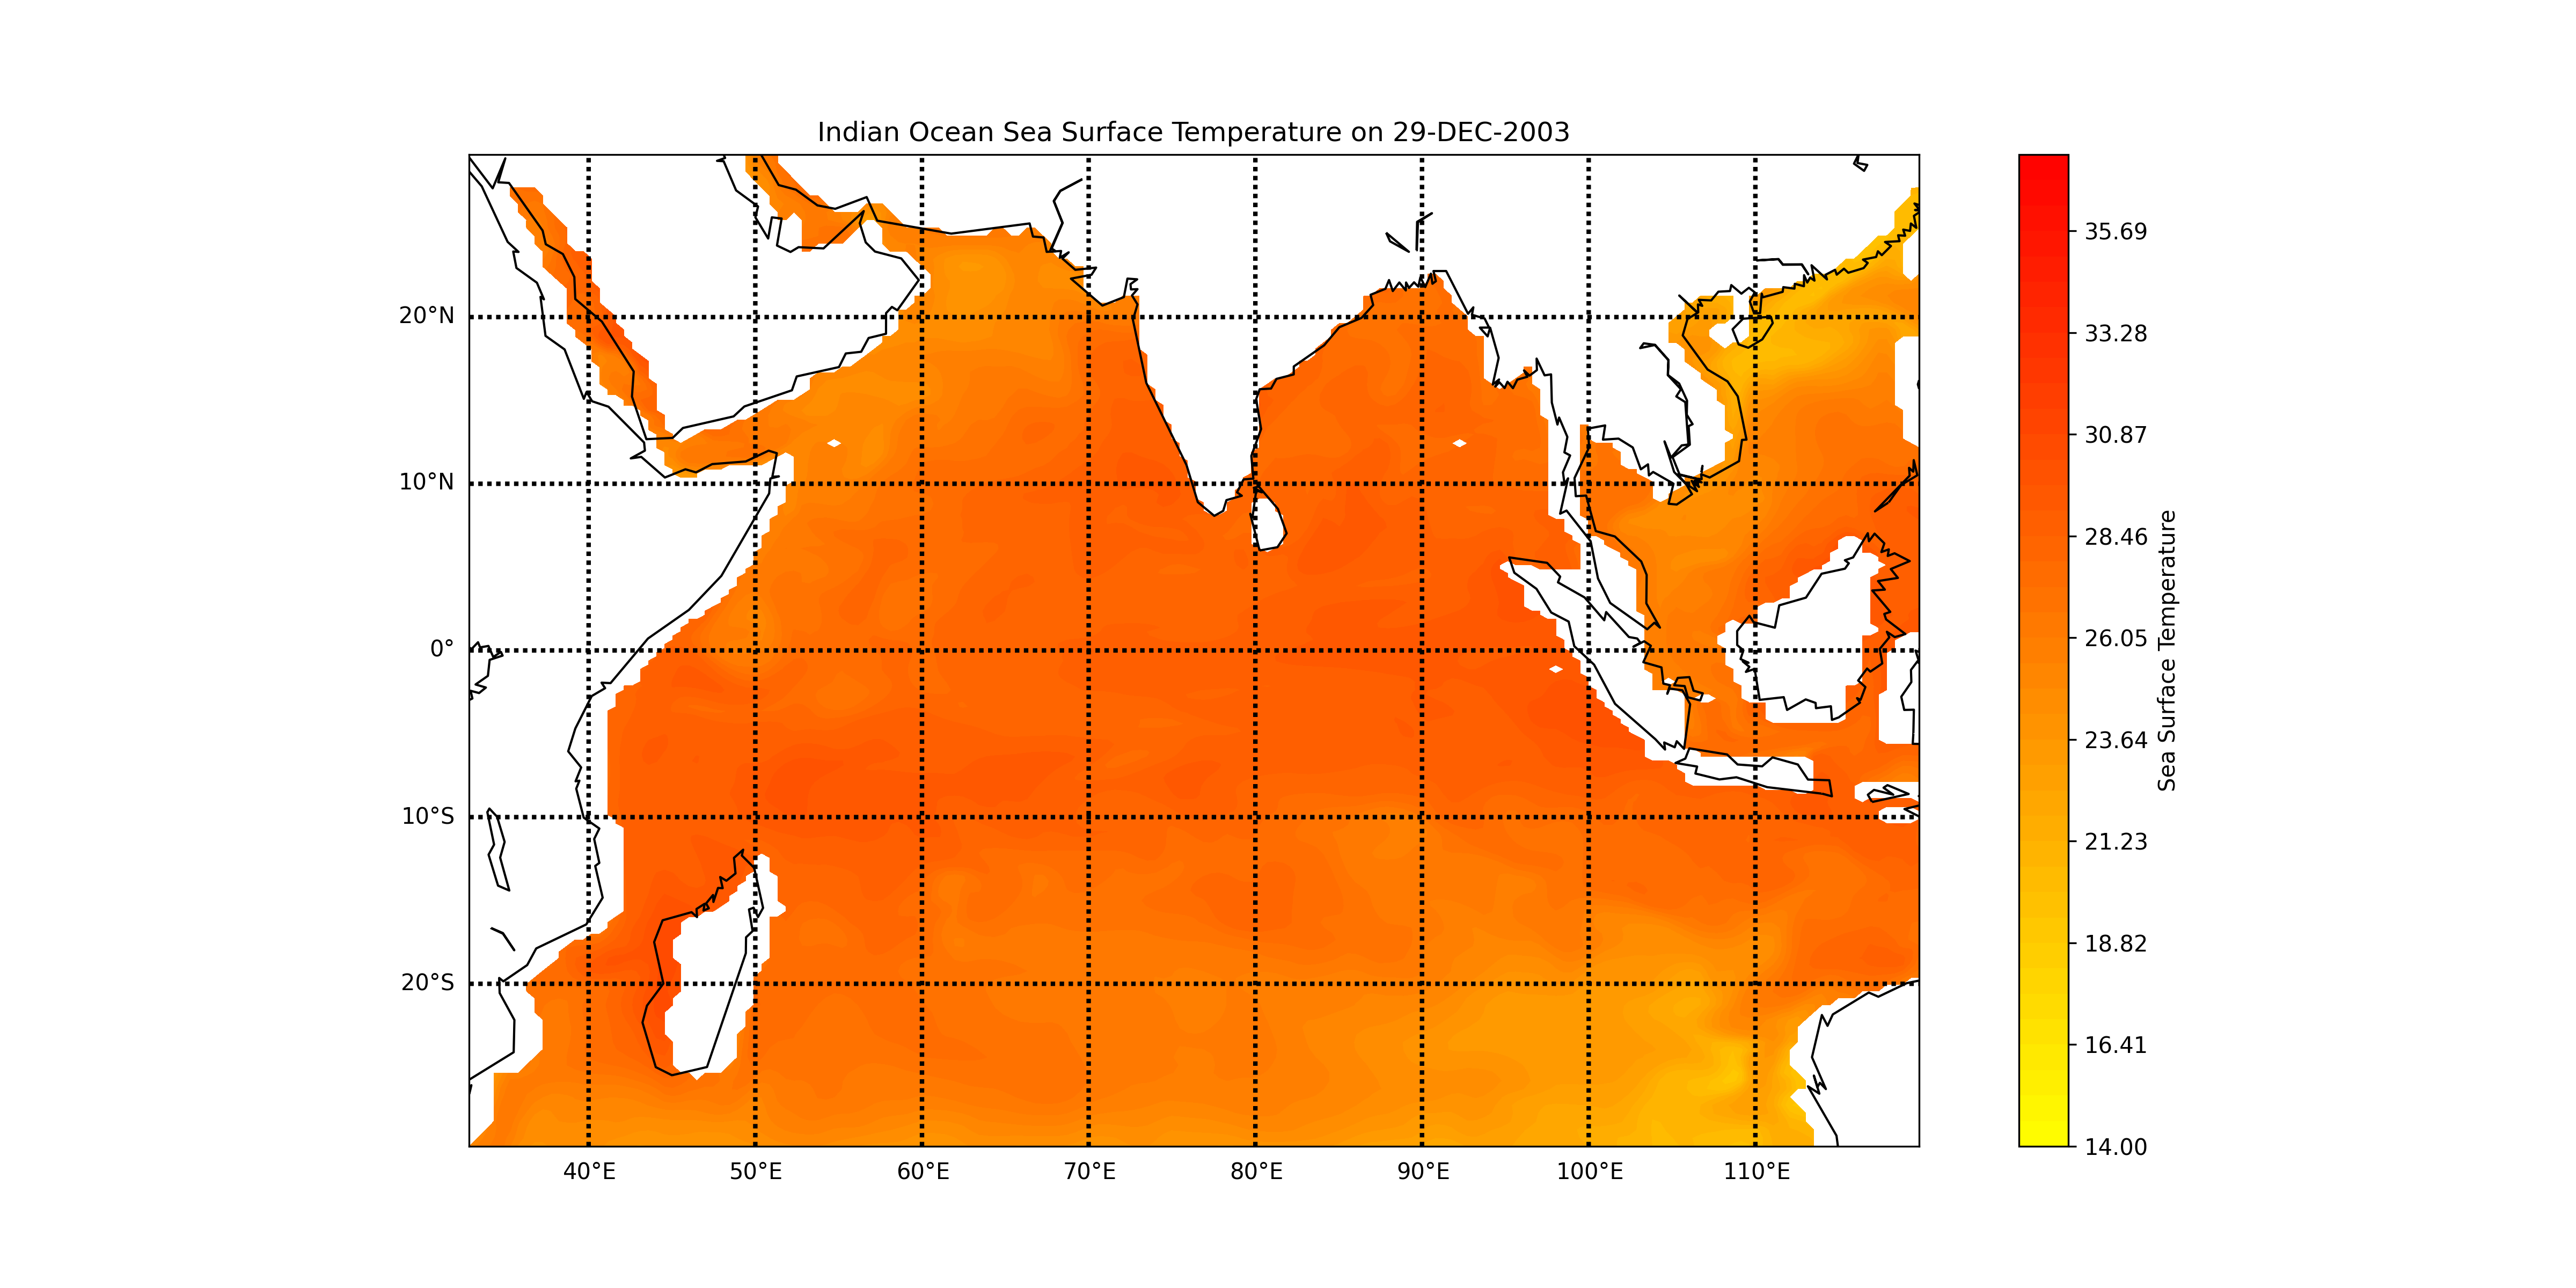 Indian Ocean Sea Surface Temperature on 29-DEC-2003
20°N
10°N
0°
10°S
20°S
40°E
50°E
60°E
70°E
80°E
90°E
100°E
110°E
35.69
33.28
30.87
28.46
26.05
23.64
21.23
18.82
16.41
14.00
Sea Surface Temperature